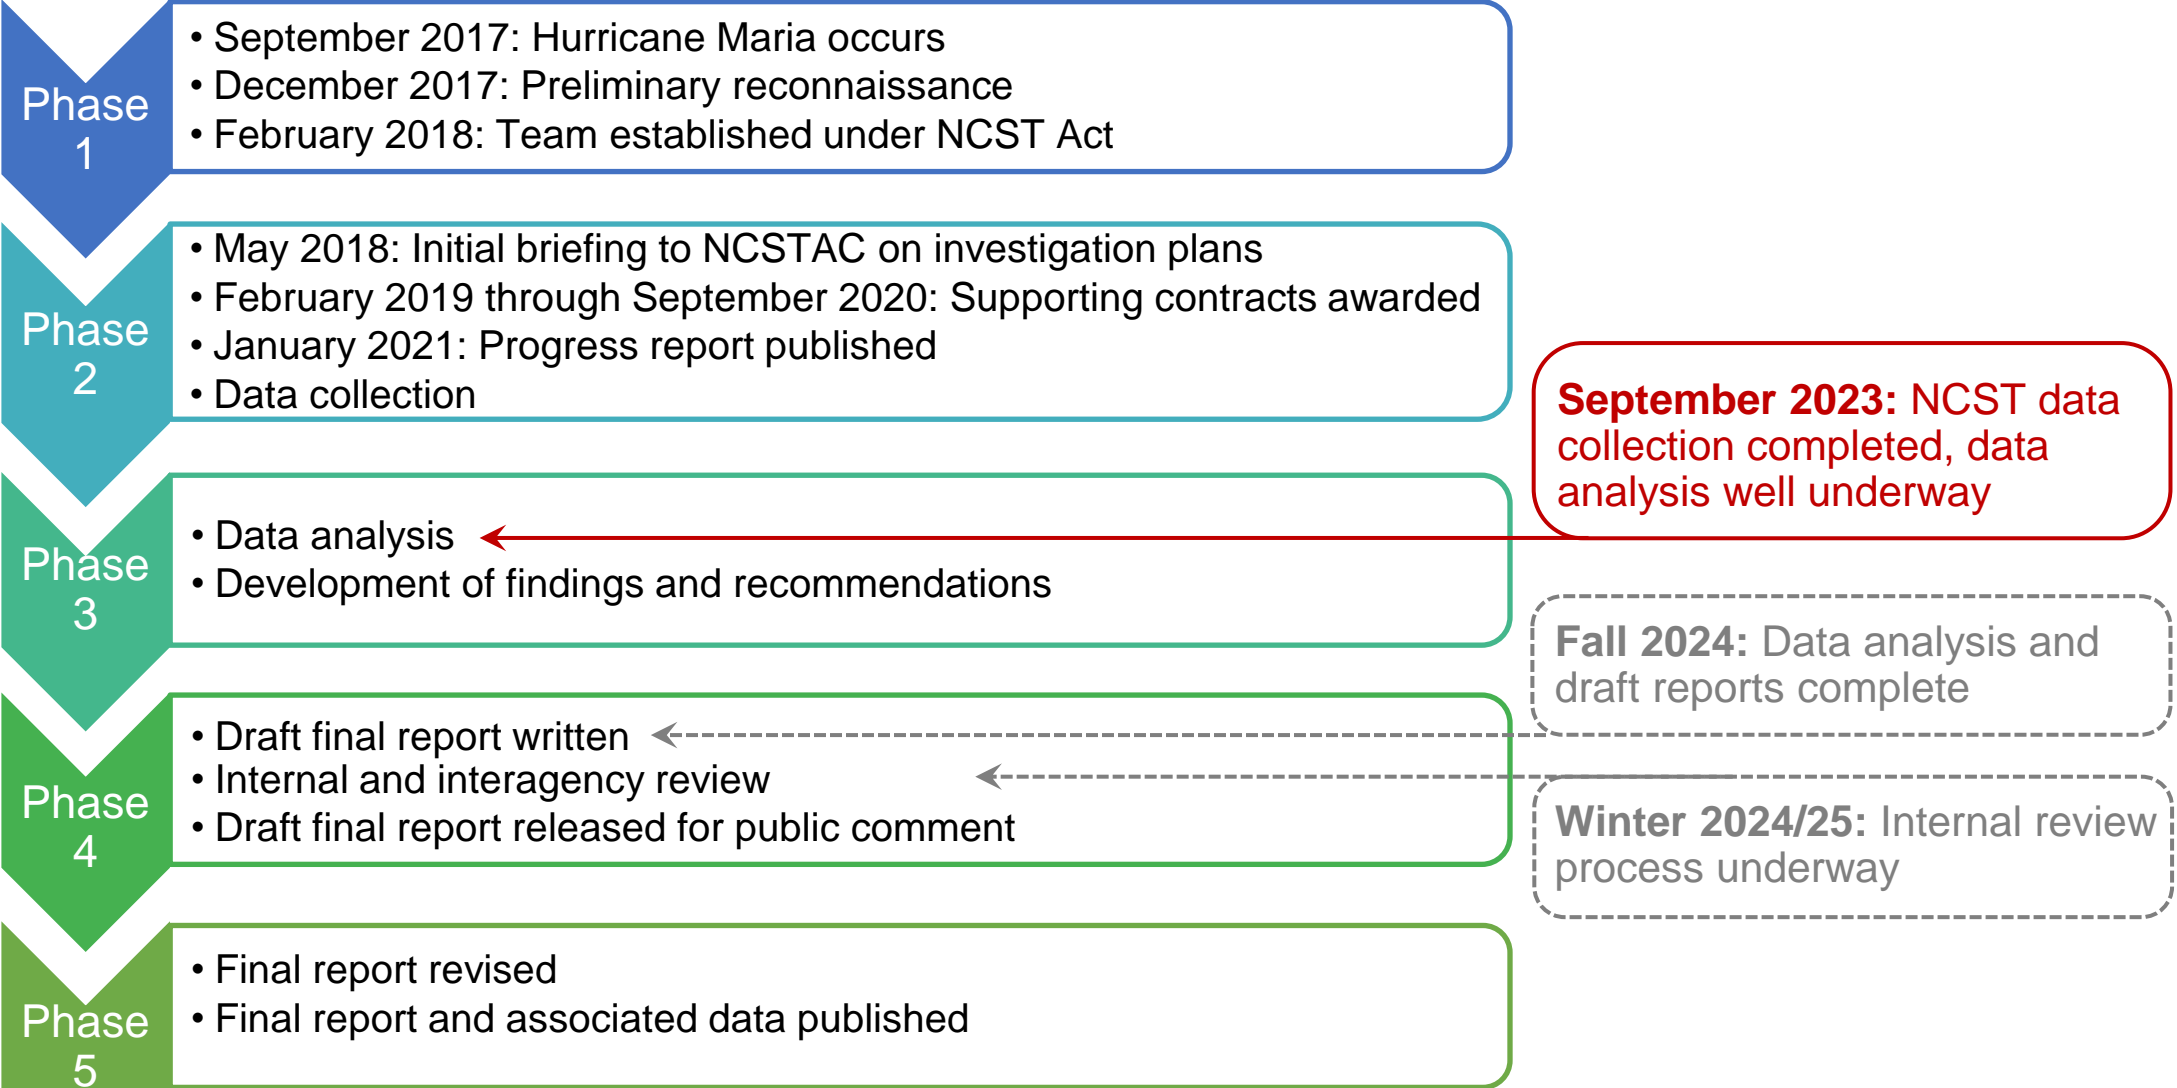 Phase
1
• September 2017: Hurricane Maria occurs
• December 2017: Preliminary reconnaissance
• February 2018: Team established under NCST Act
Phase
2
• May 2018: Initial briefing to NCSTAC on investigation plans
• February 2019 through September 2020: Supporting contracts awarded
• January 2021: Progress report published
• Data collection
September 2023: NCST data
collection completed, data
analysis well underway
Phase
3
• Data analysis
• Development of findings and recommendations
Fall 2024: Data analysis and
draft reports complete
Phase
4
• Draft final report written
• Internal and interagency review
• Draft final report released for public comment
Winter 2024/25: Internal review
process underway
Phase
5
• Final report revised
• Final report and associated data published